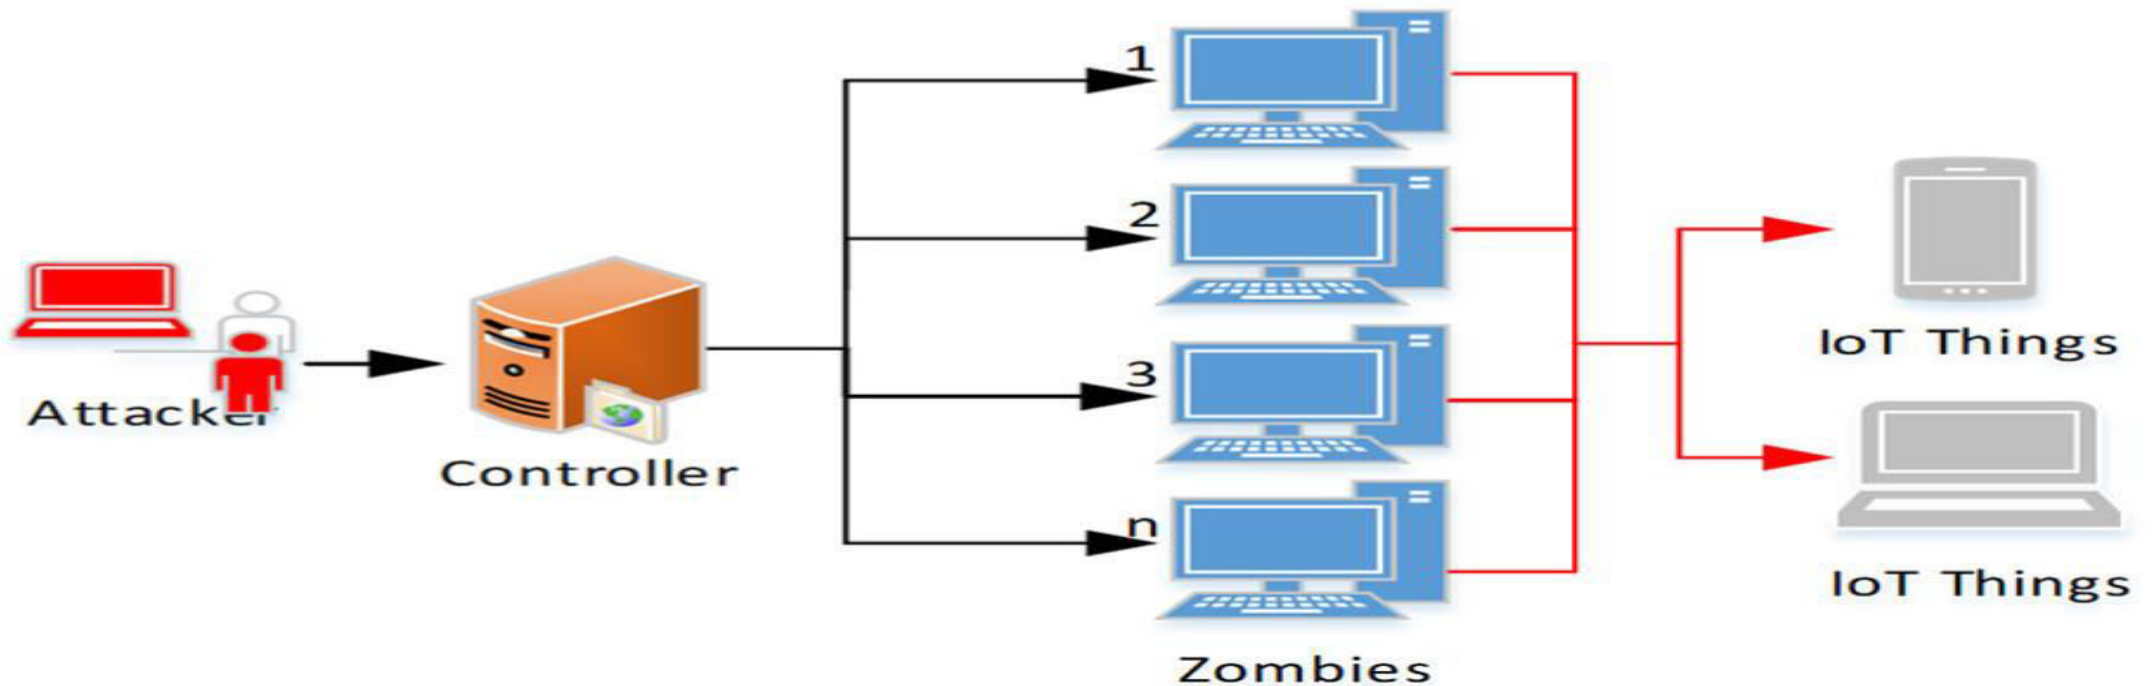 1
2
3
n
Attacker
Controller
Zombies
IoT Things
IoT Things